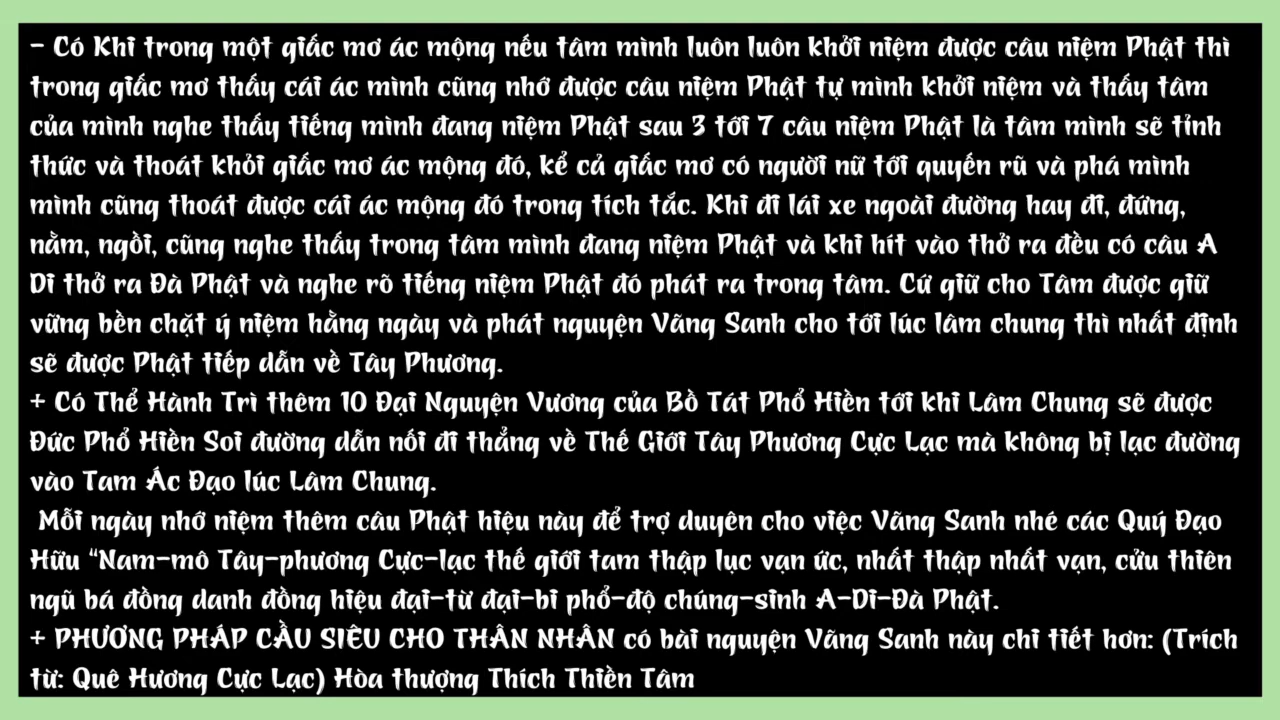 - Có Khi trong một giấc mơ ác mộng nếu tâm mình luôn luôn khởi niệm được câu niệm Phật thì
trong giấc mơ thấy cái ác mình cũng nhớ được câu niệm Phật tự mình khởi niệm và thấy tâm
của mình nghe thấy tiếng mình đang niệm Phật sau 3 tới 7 câu niệm Phật là tâm mình sẽ tỉnh
thức và thoát khỏi giấc mơ ác mộng đó, kể cả giấc mơ có người nữ tới quyến rũ và phá mình
mình cũng thoát được cái ác mộng đó trong tích tắc. Khi đi lái xe ngoài đường hay đi, đứng,
nằm, ngồi, cũng nghe thấy trong tâm mình đang niệm Phật và khi hít vào thở ra đều có câu A
Di thở ra Đà Phật và nghe rõ tiếng niệm Phật đó phát ra trong tâm. Cứ giữ cho Tâm được giữ
vững bền chặt ý niệm hằng ngày và phát nguyện Vãng Sanh cho tới lúc lâm chung thì nhất định
sẽ được Phật tiếp dẫn về Tây Phương.
+ Có Thể Hành Trì thêm 10 Đại Nguyện Vương của Bồ Tát Phổ Hiền tới khi Lâm Chung sẽ được
Đức Phổ Hiền Soi đường dẫn nối đi thẳng về Thế Giới Tây Phương Cực Lạc mà không bị lạc đường
vào Tam Ác Đạo lúc Lâm Chung.
Mỗi ngày nhớ niệm thêm câu Phật hiệu này để trợ duyên cho việc Vãng Sanh nhé các Quý Đạo
Hữu “Nam-mô Tây-phương Cực-lạc thế giới tam thập lục vạn ức, nhất thập nhất vạn, cửu thiên
ngũ bá đồng danh đồng hiệu đại-từ đại-bi phổ-độ chúng-sinh A-Di-Đà Phật.
+ PHƯƠNG PHÁP CẦU SIÊU CHO THÂN NHÂN có bài nguyện Vãng Sanh này chi tiết hơn: (Trích
từ: Quê Hương Cực Lạc) Hòa thượng Thích Thiền Tâm